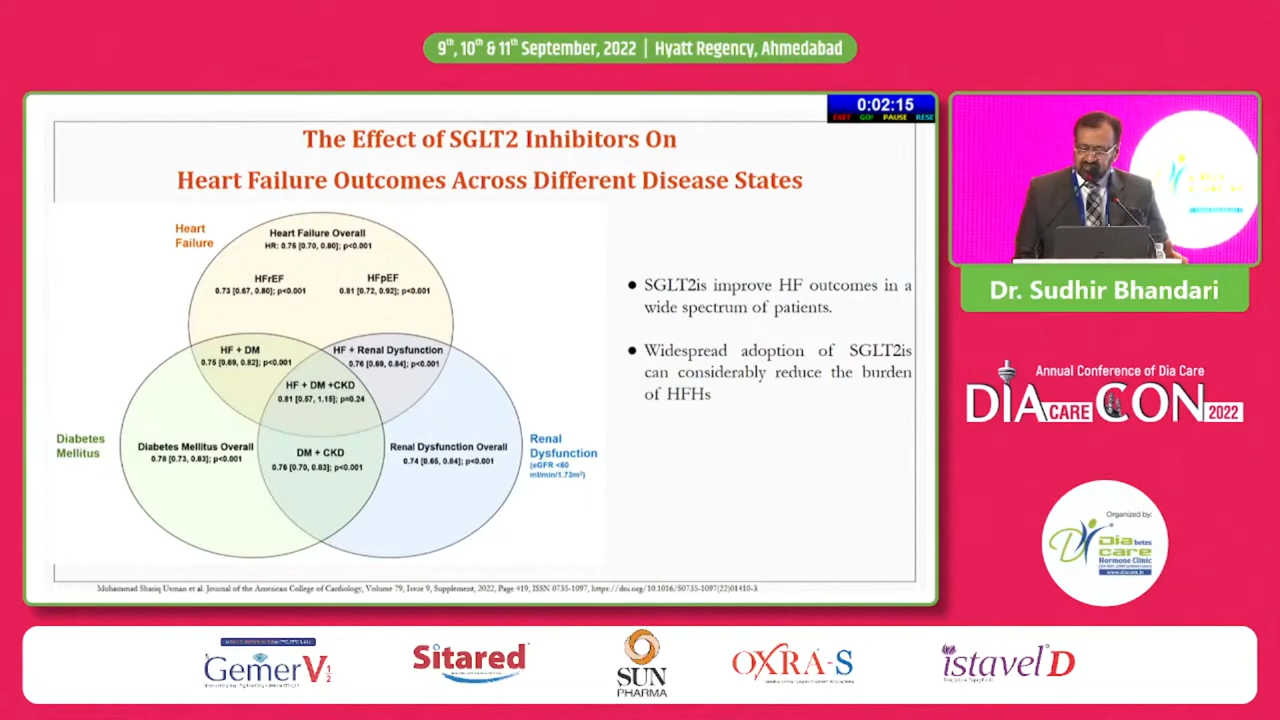 9th, 10th & 11th September, 2022 | Hyatt Regency, Ahmedabad
0:02:15
EXIT GO! PAUSE RESE
The Effect of SGLT2 Inhibitors On
Heart Failure Outcomes Across Different Disease States
Heart
Failure
Heart Failure Overall
HR: 0.75 [0.70, 0.80]; p<0.001
HFrEF
0.73 [0.67, 0.80]; p<0.001
HFpEF
0.81 [0.72, 0.92]; p<0.001
HF + DM
0.75 [0.69, 0.82]; p<0.001
HF + Renal Dysfunction
0.76 [0.69, 0.84]; p<0.001
HF + DM +CKD
0.81 [0.57, 1.15]; p=0.24
Diabetes
Mellitus
Diabetes Mellitus Overall
0.78 [0.73, 0.83]; p<0.001
DM + CKD
0.76 [0.70, 0.83]; p<0.001
Renal Dysfunction Overall
0.74 [0.65, 0.84]; p<0.001
Renal
Dysfunction
(eGFR <60
ml/min/1.73m²)
● SGLT2is improve HF outcomes in a
wide spectrum of patients.
● Widespread adoption of SGLT2is
can considerably reduce the burden
of HFHs
Muhammad Shariq Usman et al. Journal of the American College of Cardiology, Volume 79, Issue 9, Supplement, 2022, Page 419, ISSN 0735-1097, https://doi.org/10.1016/S0735-1097(22)01410-3.
Dr. Sudhir Bhandari
Annual Conference of Dia Care
DIA CARE CON 2022
Organized by:
Diabetes
care
Hormone Clinic
www.diacare.in
Gemer V 1 2
Sitared
SUN
PHARMA
OXRA-S
istavel D